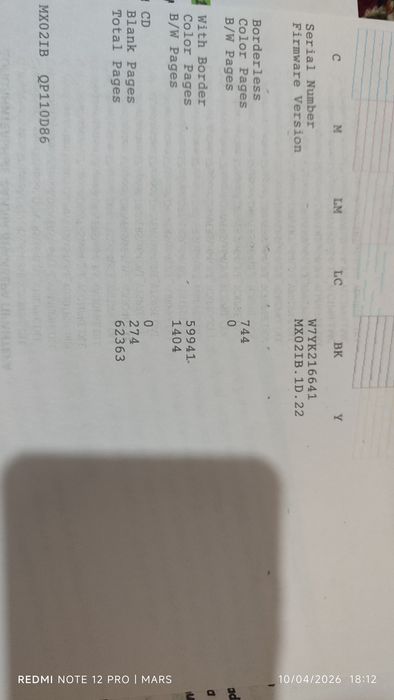 C M LM LC BK Y
Serial Number W7YK216641
Firmware Version MX02IB.1D.22
Borderless
Color Pages 744
B/W Pages 0
With Border
Color Pages 59941
B/W Pages 1404
CD 0
Blank Pages 274
Total Pages 62363
MX02IB QP110D86
REDMI NOTE 12 PRO | MARS
10/04/2026 18:12